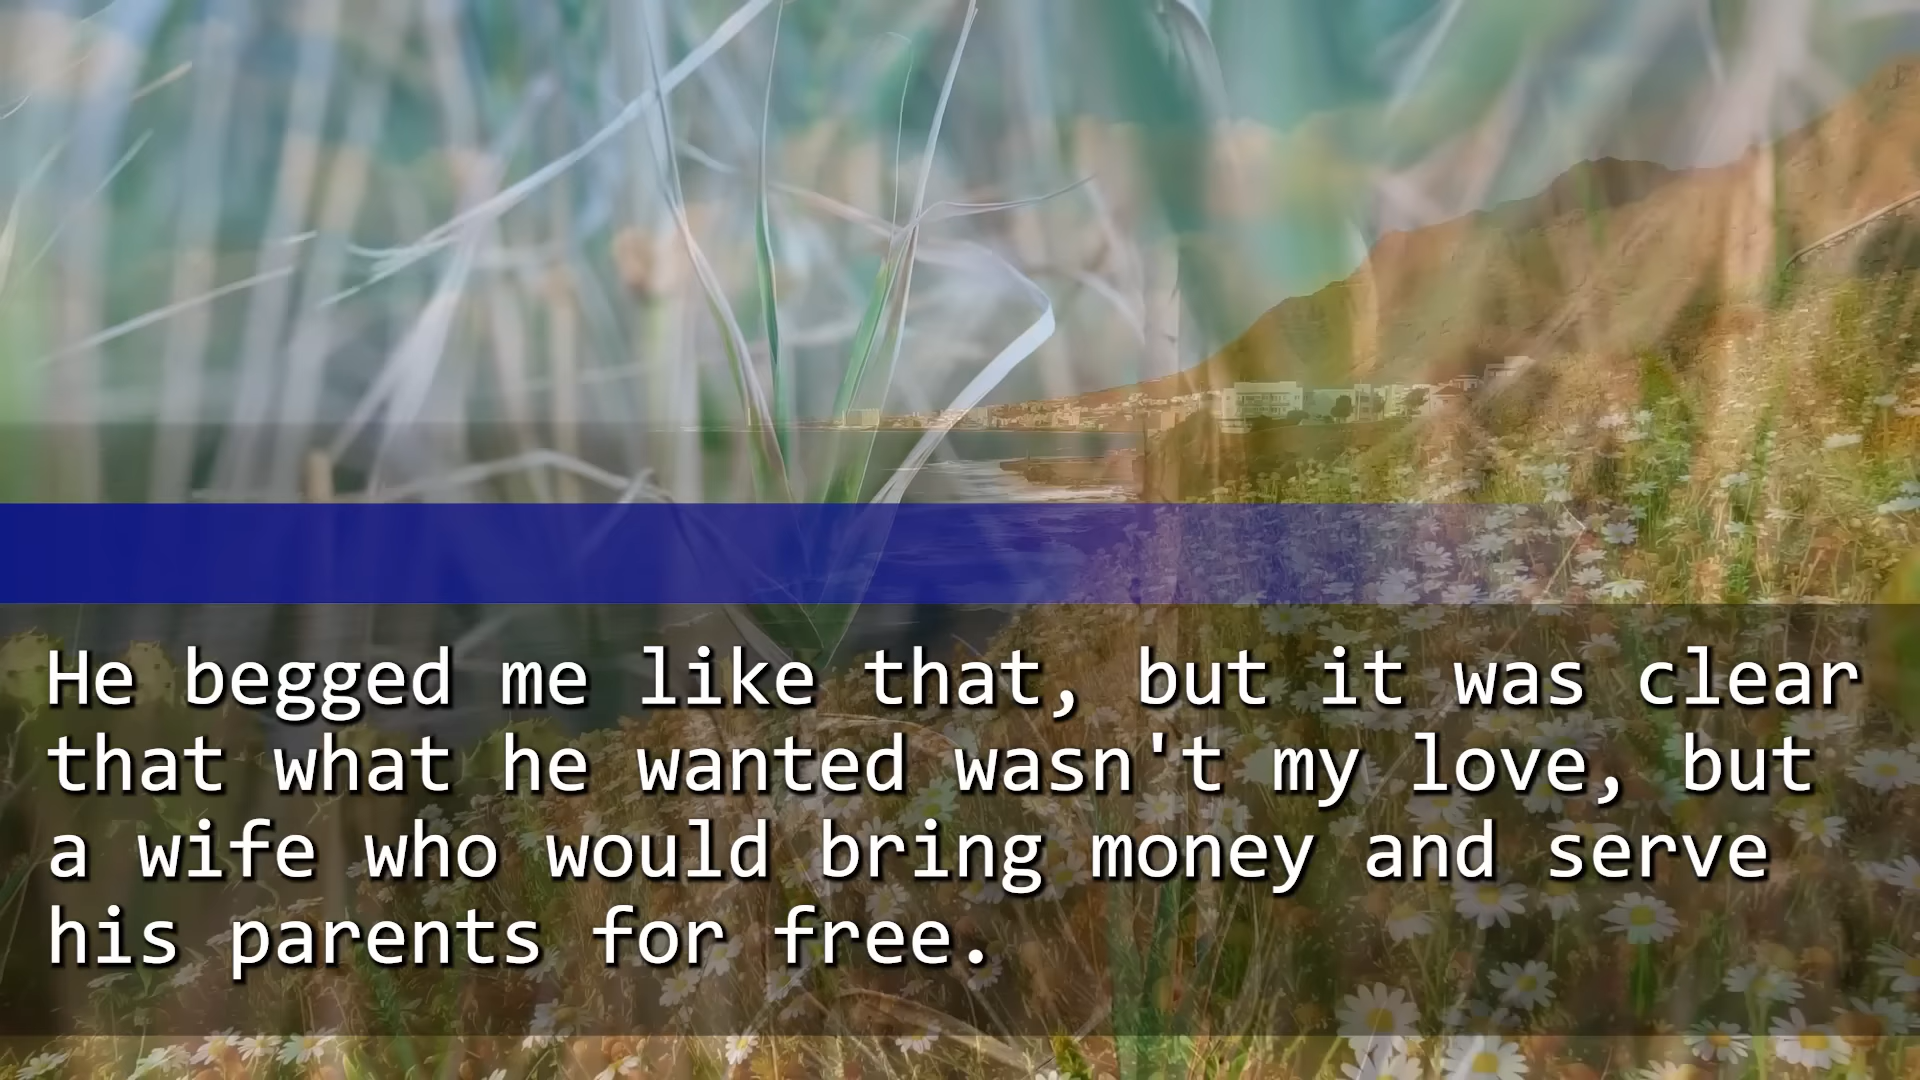 He begged me like that, but it was clear
that what he wanted wasn't my love, but
a wife who would bring money and serve
his parents for free.